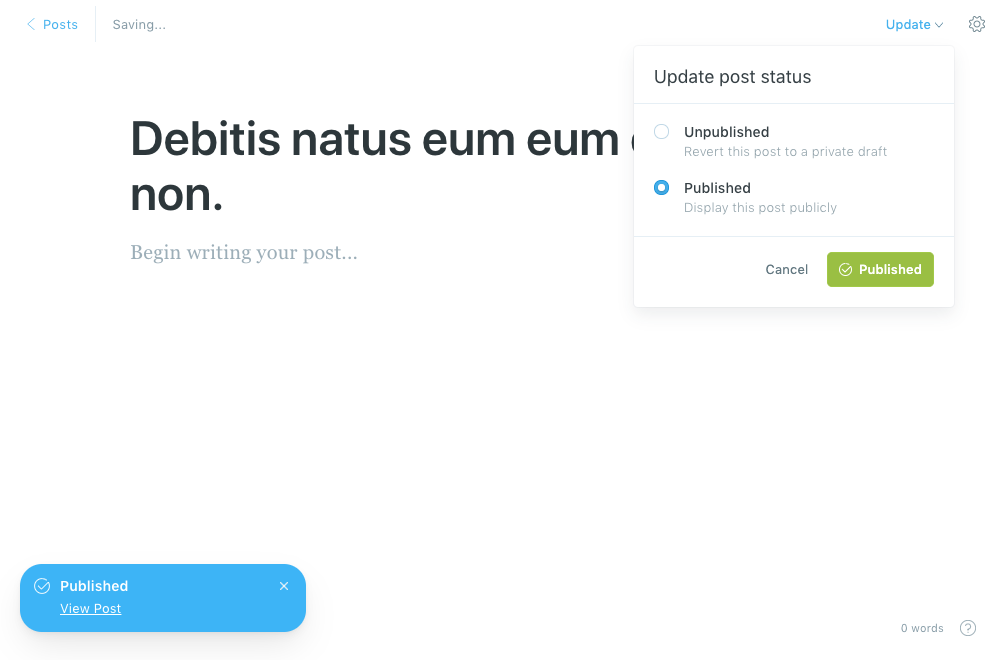 Posts
Saving...
Update
Update post status
Unpublished
Revert this post to a private draft
Published
Display this post publicly
Cancel
Published
Debitis natus eum eum
non.
Begin writing your post...
Published
View Post
0 words
?